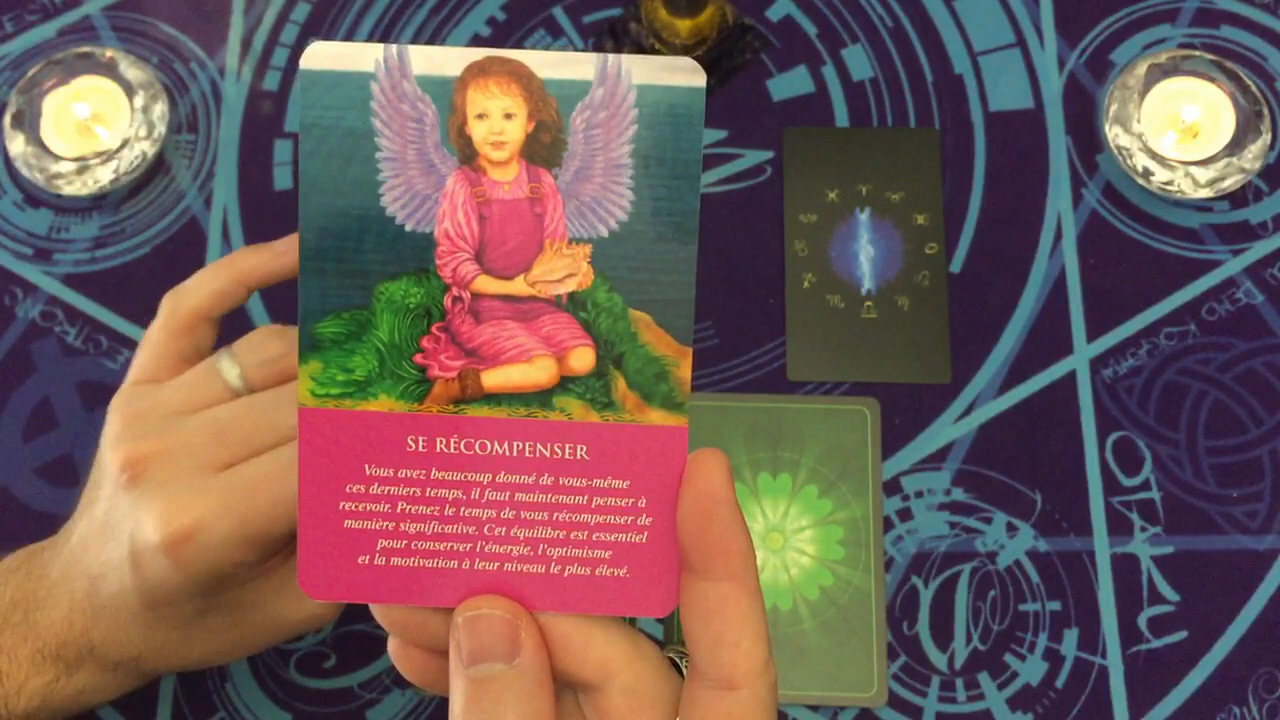 SE RÉCOMPENSER
Vous avez beaucoup donné de vous-même
ces derniers temps, il faut maintenant penser à
recevoir. Prenez le temps de vous récompenser de
manière significative. Cet équilibre est essentiel
pour conserver l'énergie, l'optimisme
et la motivation à leur niveau le plus élevé.
OTAKU